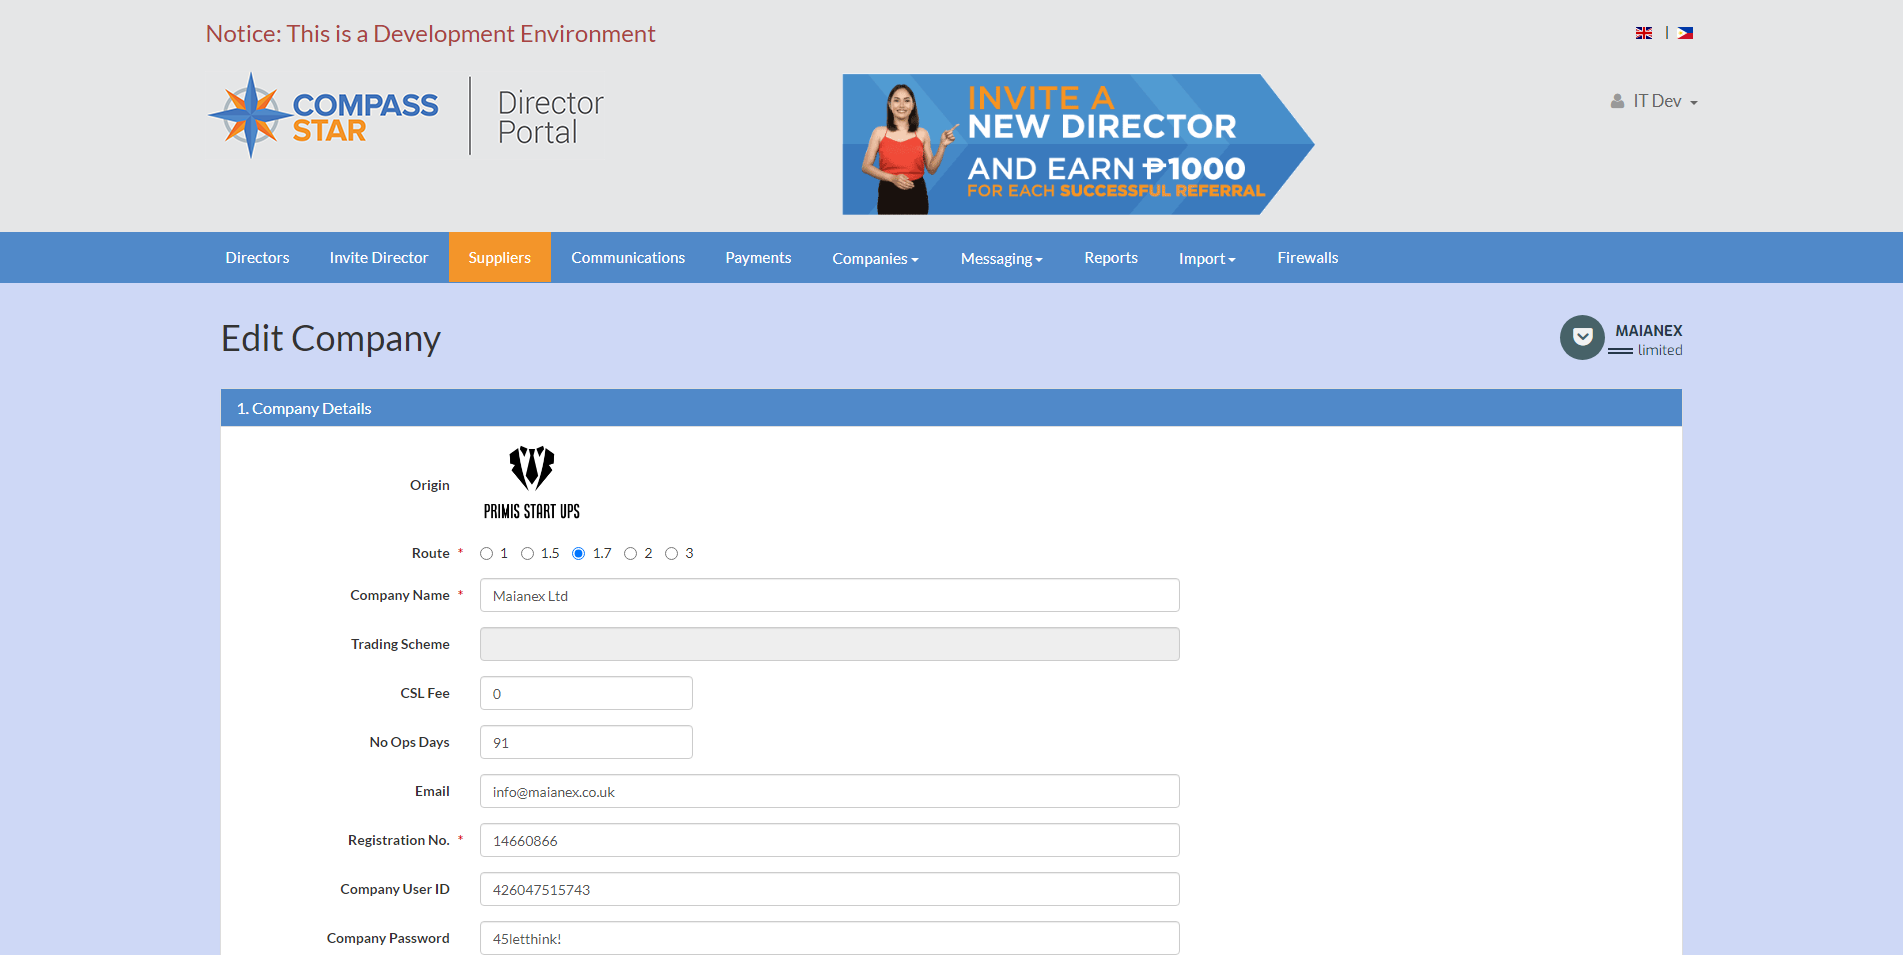 Notice: This is a Development Environment
COMPASS
STAR
Director
Portal
INVITE A
NEW DIRECTOR
AND EARN ₱1000
FOR EACH SUCCESSFUL REFERRAL
|
IT Dev
Directors Invite Director Suppliers Communications Payments Companies Messaging Reports Import Firewalls
Edit Company
MAIANEX
limited
1. Company Details
Origin
PRIMIS START UPS
Route * 1 1.5 1.7 2 3
Company Name * Maianex Ltd
Trading Scheme
CSL Fee 0
No Ops Days 91
Email info@maianex.co.uk
Registration No. * 14660866
Company User ID 426047515743
Company Password 45letthink!